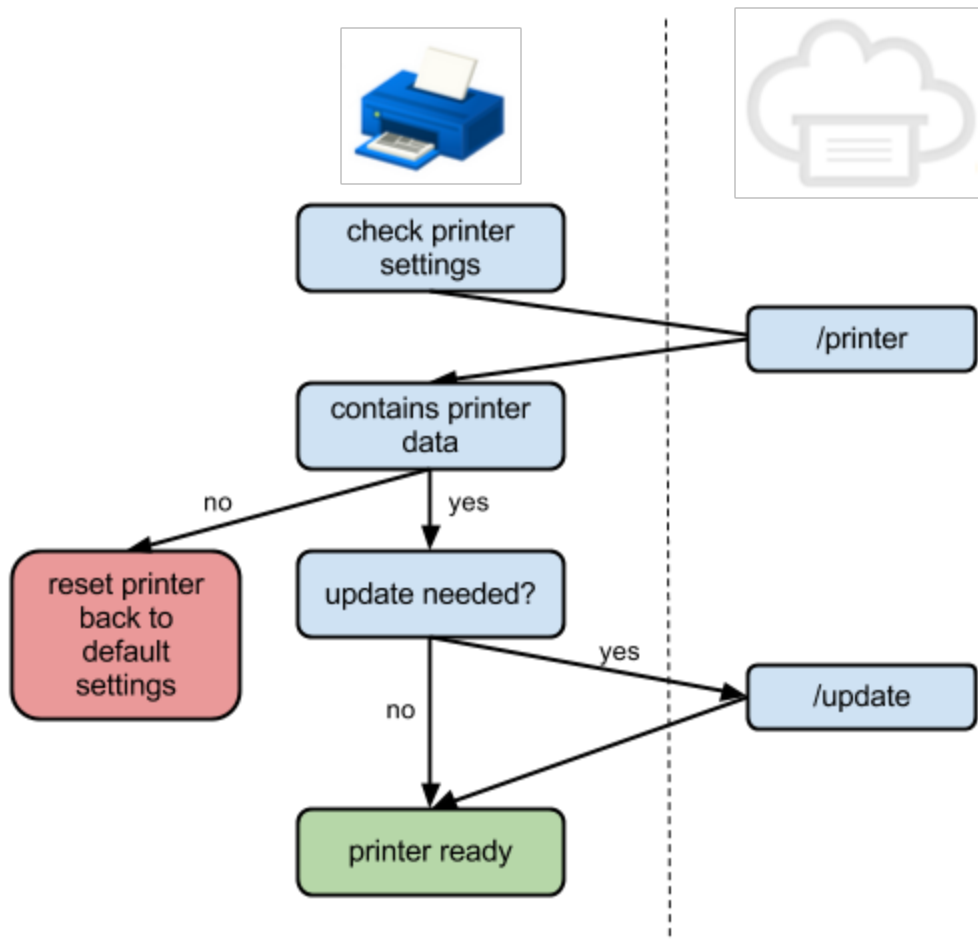 check printer
settings
/printer
contains printer
data
no
yes
reset printer
back to
default
settings
update needed?
yes
/update
no
printer ready